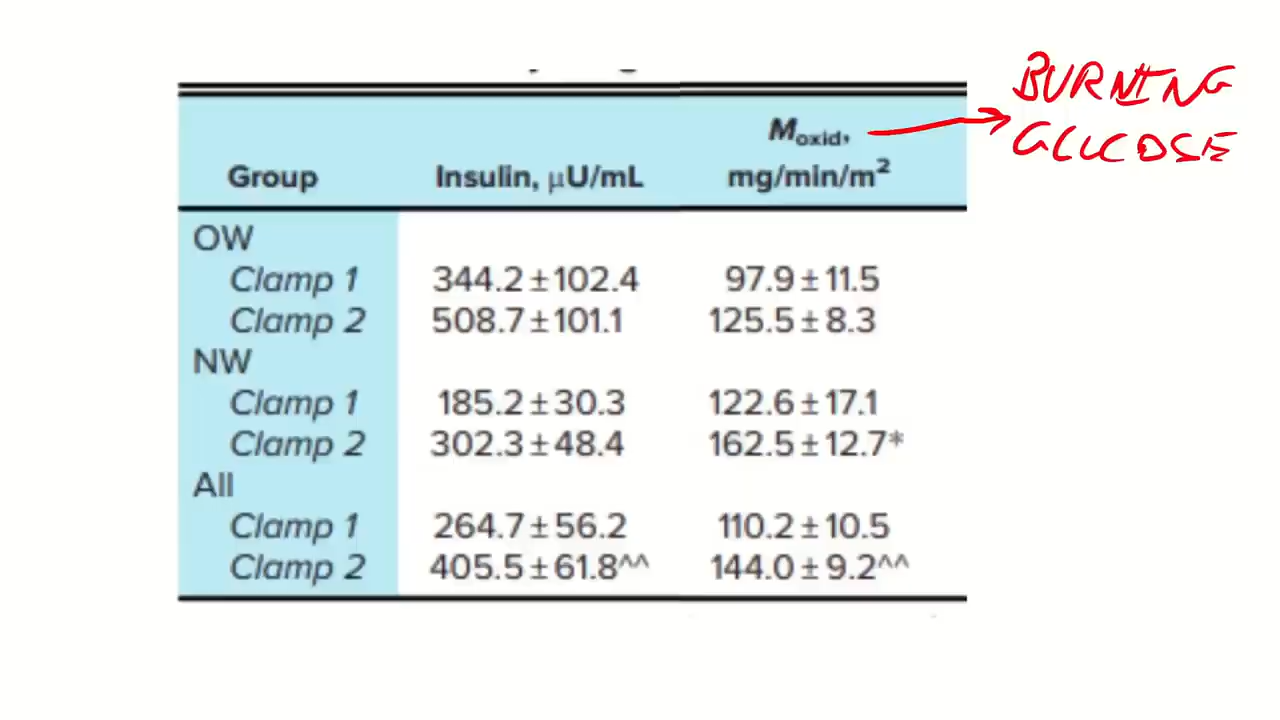 BURNING
GLUCOSE
Group Insulin, μU/mL M_oxid, mg/min/m²
OW
Clamp 1 344.2±102.4 97.9±11.5
Clamp 2 508.7±101.1 125.5±8.3
NW
Clamp 1 185.2±30.3 122.6±17.1
Clamp 2 302.3±48.4 162.5±12.7*
All
Clamp 1 264.7±56.2 110.2±10.5
Clamp 2 405.5±61.8^^ 144.0±9.2^^